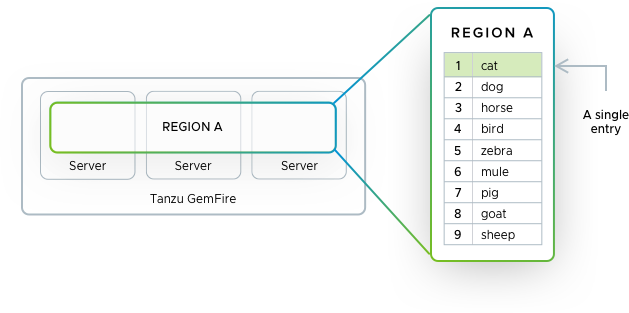 REGION A
Server
Server
Server
Tanzu GemFire
REGION A
1 cat
2 dog
3 horse
4 bird
5 zebra
6 mule
7 pig
8 goat
9 sheep
A single
entry